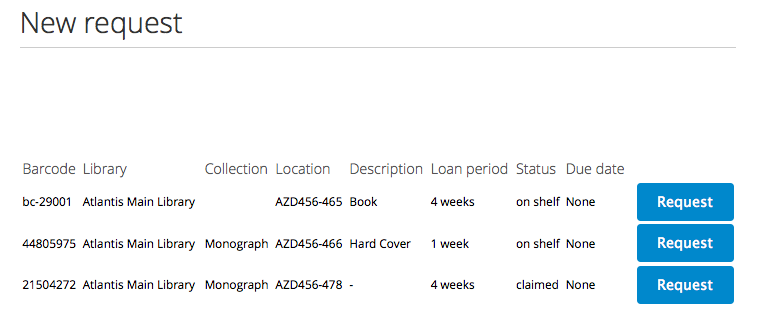 New request
Barcode Library Collection Location Description Loan period Status Due date
bc-29001 Atlantis Main Library AZD456-465 Book 4 weeks on shelf None Request
44805975 Atlantis Main Library Monograph AZD456-466 Hard Cover 1 week on shelf None Request
21504272 Atlantis Main Library Monograph AZD456-478 - 4 weeks claimed None Request